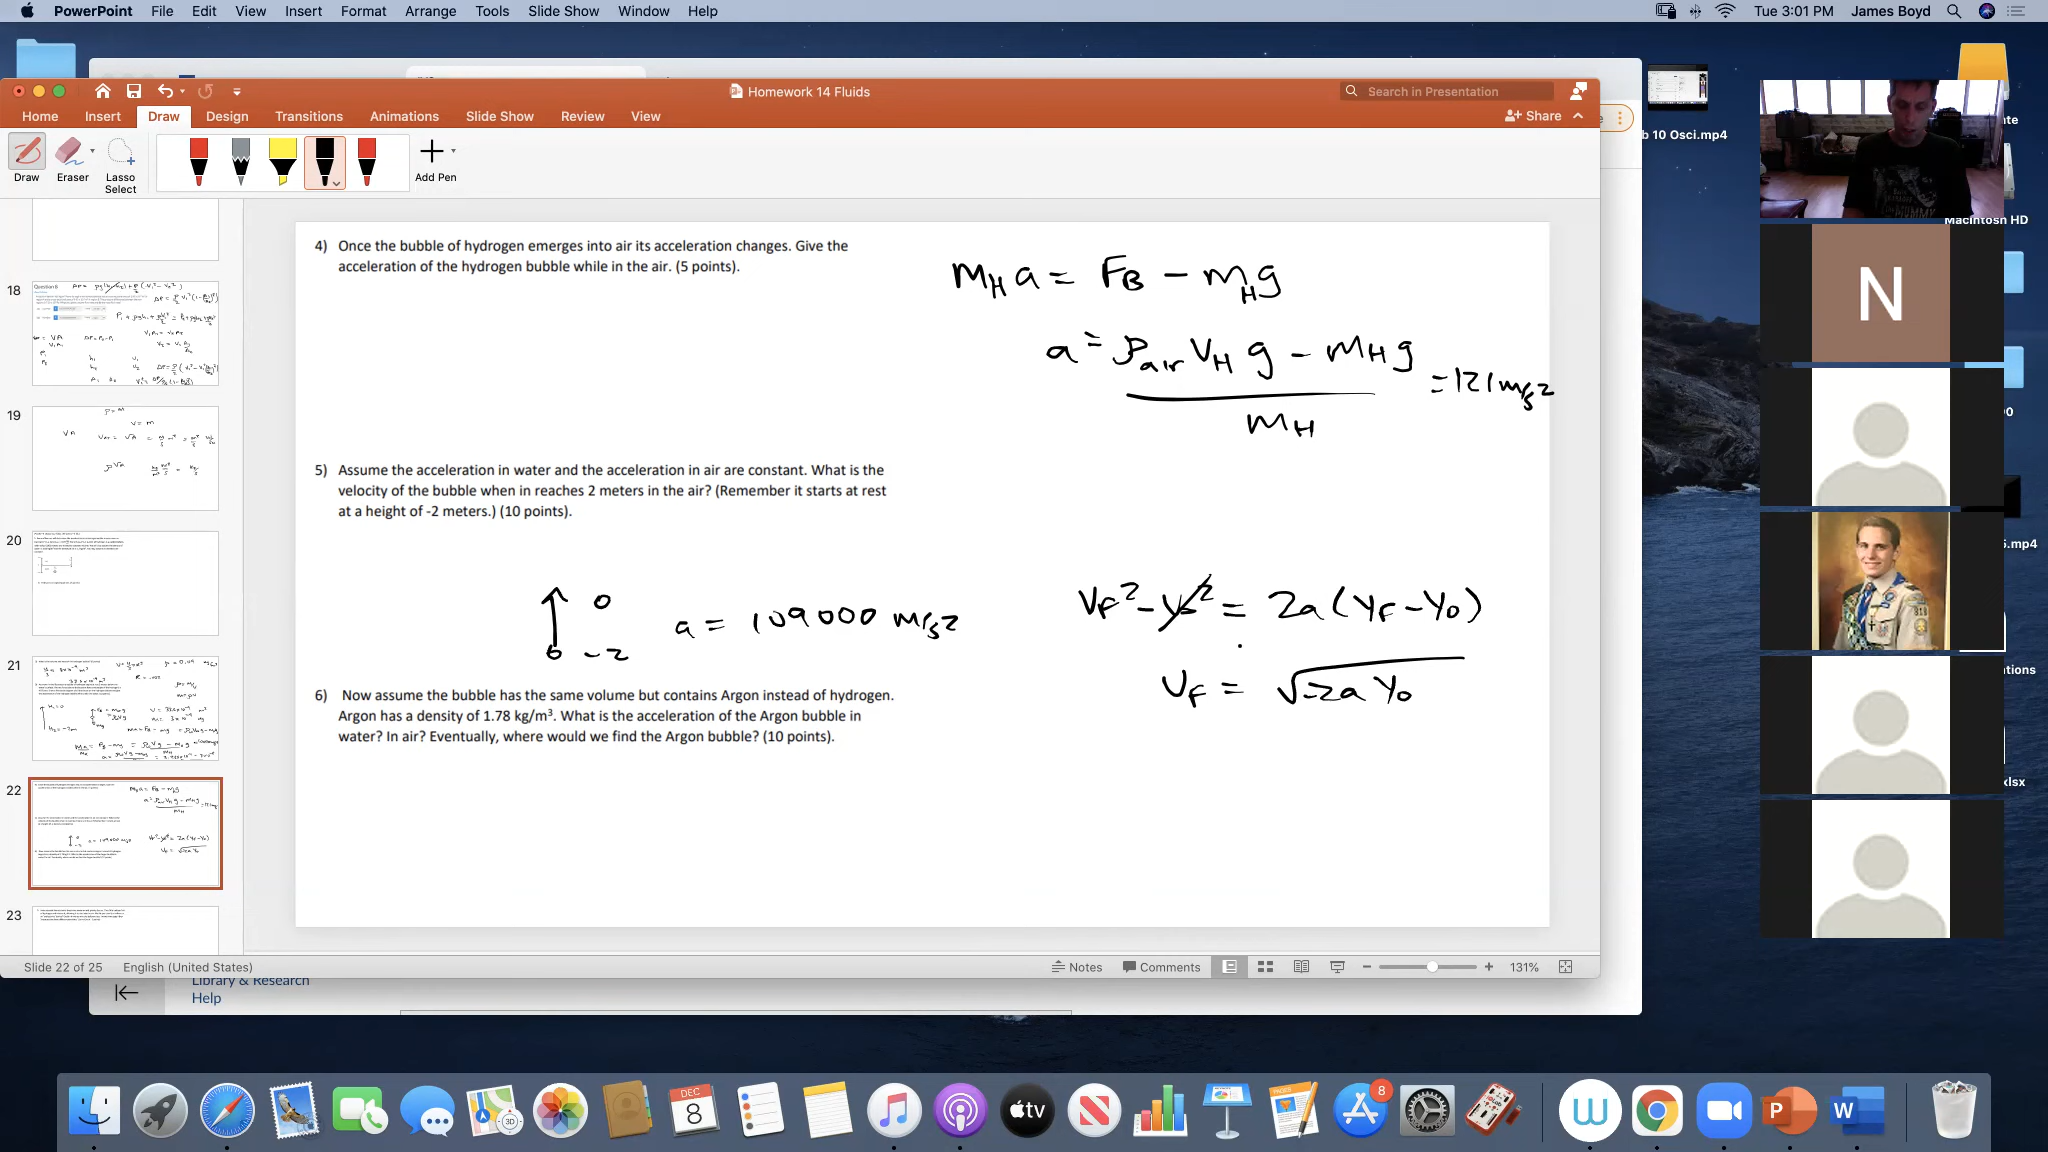 PowerPoint File Edit View Insert Format Arrange Tools Slide Show Window Help Tue 3:01 PM James Boyd
Homework 14 Fluids
Search in Presentation
Home Insert Draw Design Transitions Animations Slide Show Review View Share
Draw Eraser Lasso Select Add Pen
b 10 Osci.mp4
Macintosh HD
N
5.mp4
xlsx
18
19
20
21
22
23
4) Once the bubble of hydrogen emerges into air its acceleration changes. Give the
acceleration of the hydrogen bubble while in the air. (5 points).
m_H a = F_B - m_H g
a = ρ_air V_H g - m_H g
= 121 m/s²
m_H
5) Assume the acceleration in water and the acceleration in air are constant. What is the
velocity of the bubble when in reaches 2 meters in the air? (Remember it starts at rest
at a height of -2 meters.) (10 points).
0
-2
a = 109000 m/s²
V_F² - V_0² = 2a(Y_F - Y_0)
V_F = √-2a Y_0
6) Now assume the bubble has the same volume but contains Argon instead of hydrogen.
Argon has a density of 1.78 kg/m³. What is the acceleration of the Argon bubble in
water? In air? Eventually, where would we find the Argon bubble? (10 points).
Slide 22 of 25 English (United States) Notes Comments 131%
Library & Research
Help
DEC
8
3D
tv
8
W
P
W